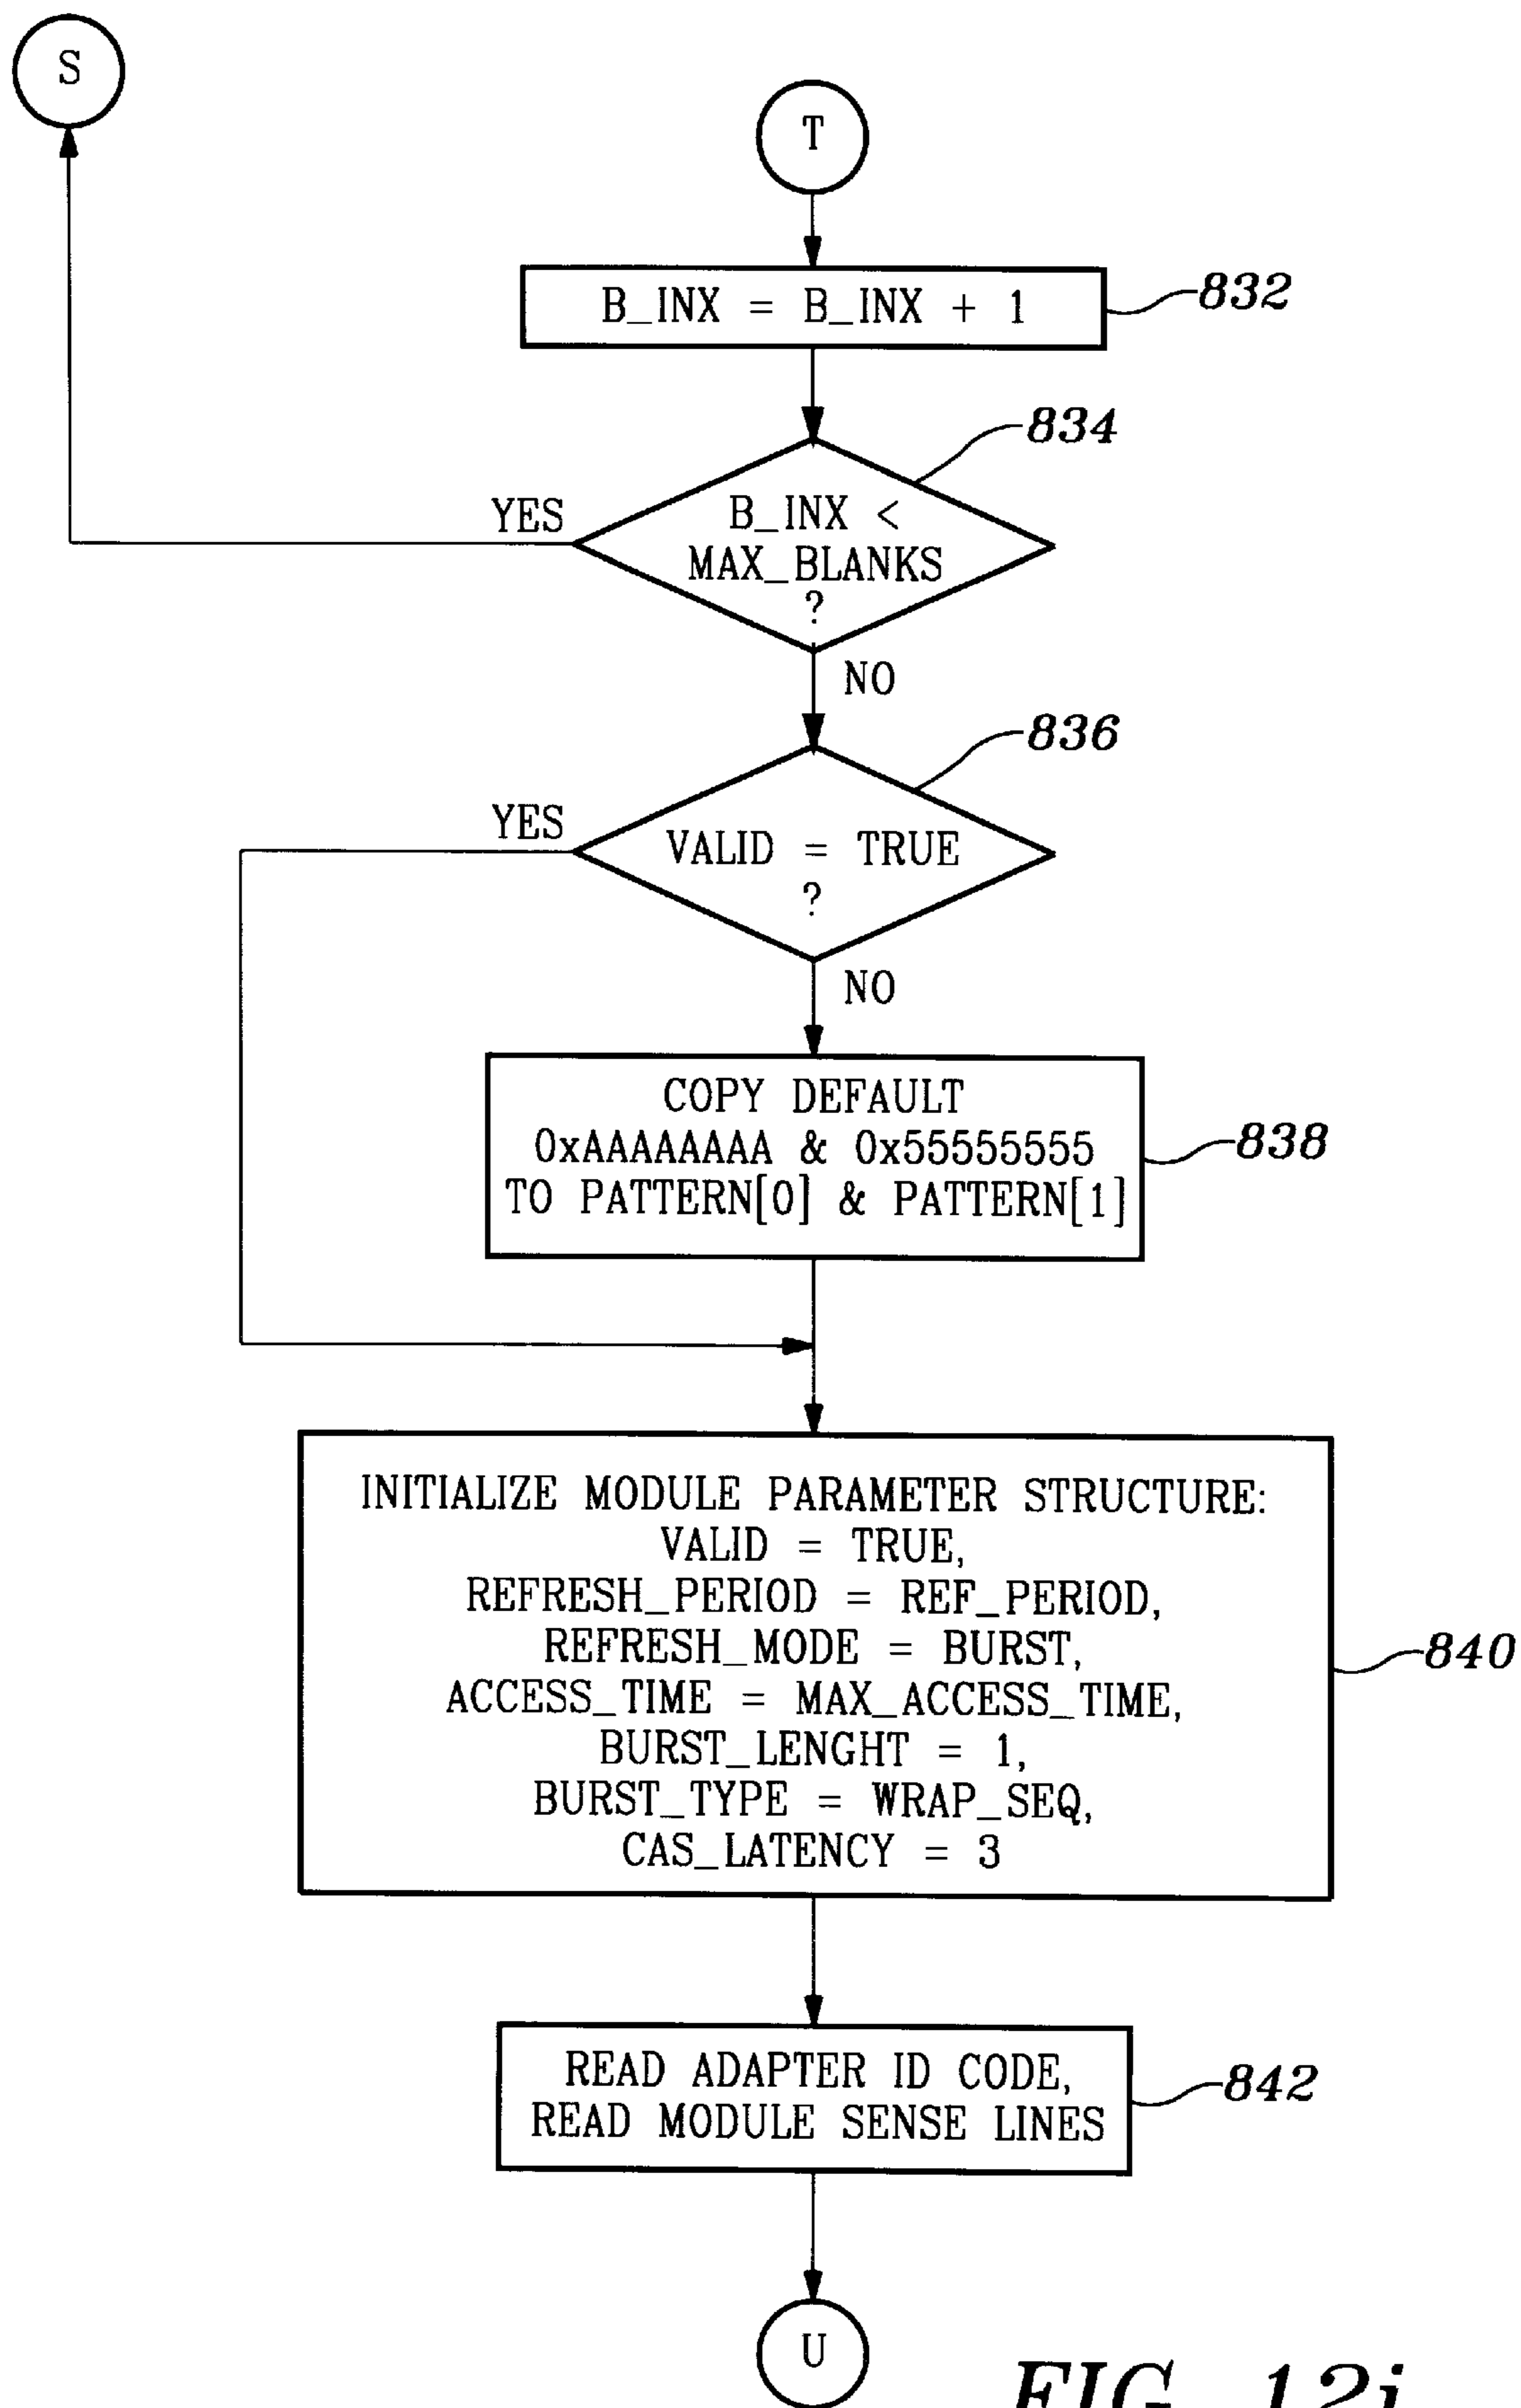 S
T
B_INX = B_INX + 1
832
834
B_INX <
MAX_BLANKS
?
YES
NO
836
VALID = TRUE
?
YES
NO
COPY DEFAULT
0xAAAAAAAA & 0x55555555
TO PATTERN[0] & PATTERN[1]
838
INITIALIZE MODULE PARAMETER STRUCTURE:
VALID = TRUE,
REFRESH_PERIOD = REF_PERIOD,
REFRESH_MODE = BURST,
ACCESS_TIME = MAX_ACCESS_TIME,
BURST_LENGHT = 1,
BURST_TYPE = WRAP_SEQ,
CAS_LATENCY = 3
840
READ ADAPTER ID CODE,
READ MODULE SENSE LINES
842
U
FIG. 12i